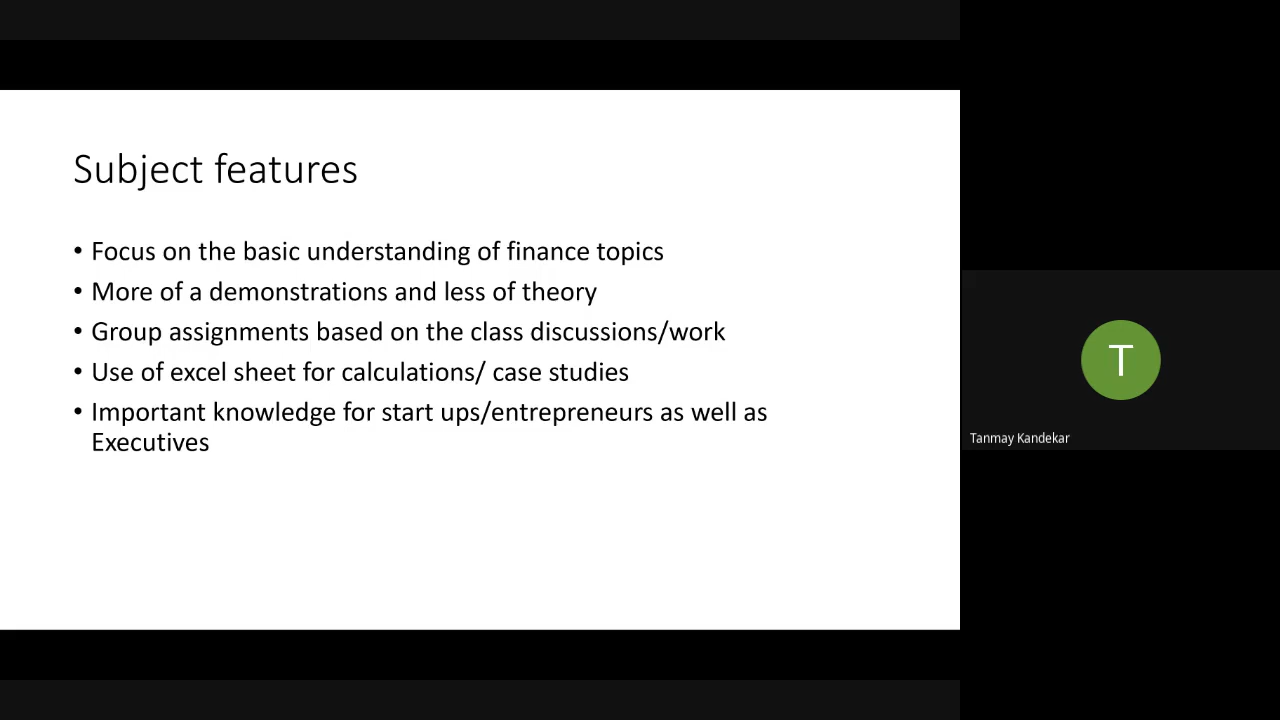 Subject features
• Focus on the basic understanding of finance topics
• More of a demonstrations and less of theory
• Group assignments based on the class discussions/work
• Use of excel sheet for calculations/ case studies
• Important knowledge for start ups/entrepreneurs as well as
Executives
T
Tanmay Kandekar